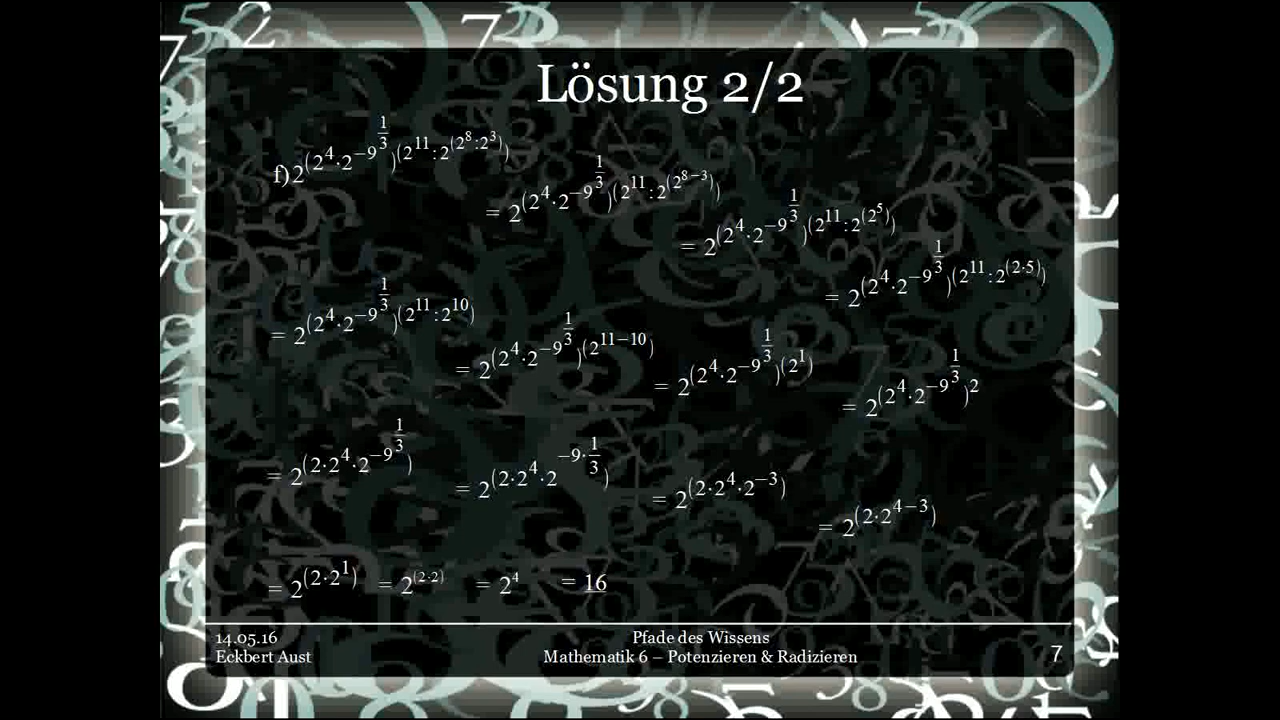 Lösung 2/2
f) 2^(2^4·2^−9^(1/3))^(2^11:2^(2^8:2^3))
= 2^(2^4·2^−9^(1/3))^(2^11:2^(2^8−3))
= 2^(2^4·2^−9^(1/3))^(2^11:2^(2^5))
= 2^(2^4·2^−9^(1/3))^(2^11:2^(2·5))
= 2^(2^4·2^−9^(1/3))^(2^11:2^10)
= 2^(2^4·2^−9^(1/3))^(2^11−10)
= 2^(2^4·2^−9^(1/3))^(2^1)
= 2^(2^4·2^−9^(1/3))^2
= 2^(2·2^4·2^−9^(1/3))
= 2^(2·2^4·2^−9·(1/3))
= 2^(2·2^4·2^−3)
= 2^(2·2^4−3)
= 2^(2·2^1) = 2^(2·2) = 2^4 = 16
14.05.16 Pfade des Wissens
Eckbert Aust Mathematik 6 – Potenzieren & Radizieren 7